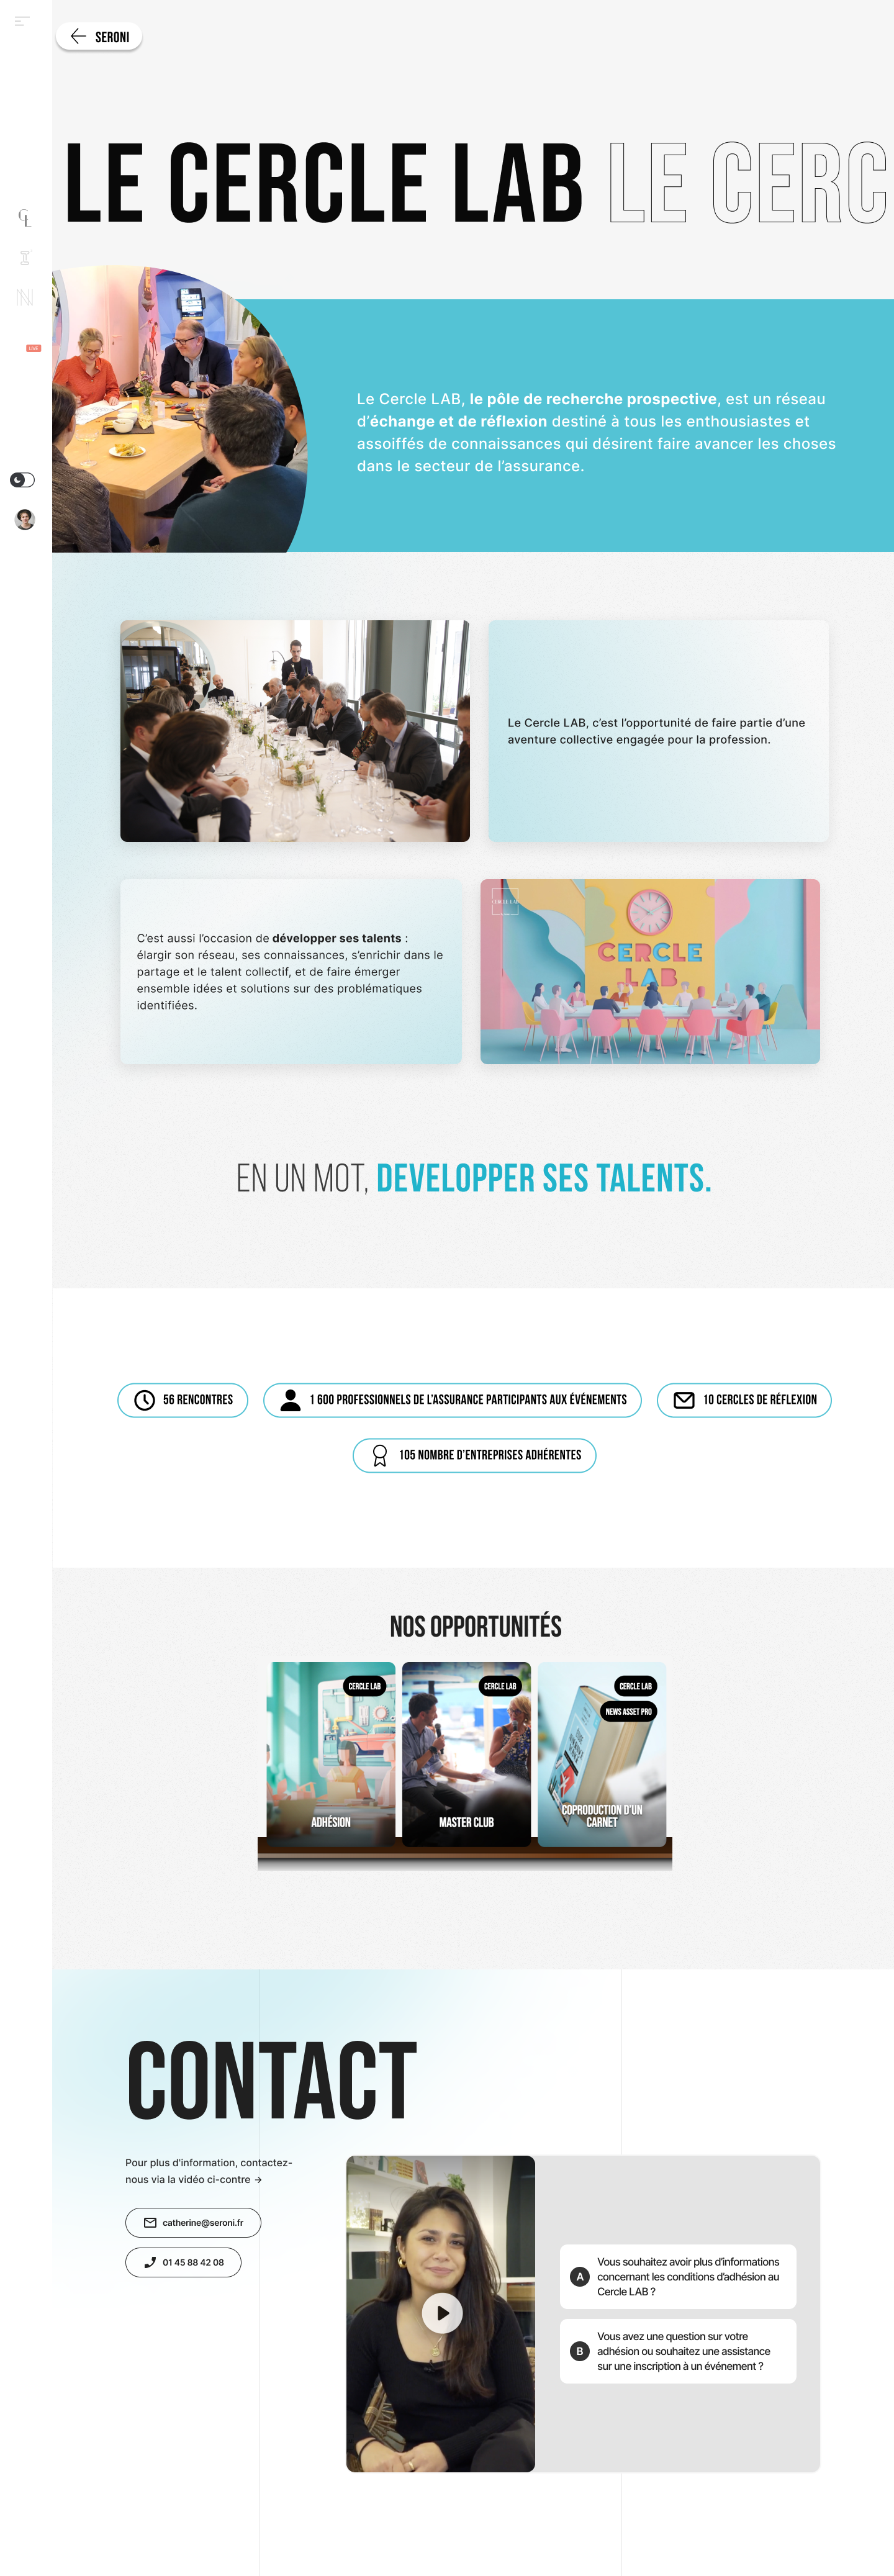 SERONI
LE CERCLE LAB LE CERC
CL
I
N
LIVE
Le Cercle LAB, le pôle de recherche prospective, est un réseau
d’échange et de réflexion destiné à tous les enthousiastes et
assoiffés de connaissances qui désirent faire avancer les choses
dans le secteur de l’assurance.
Le Cercle LAB, c’est l’opportunité de faire partie d’une
aventure collective engagée pour la profession.
C’est aussi l’occasion de développer ses talents :
élargir son réseau, ses connaissances, s’enrichir dans le
partage et le talent collectif, et de faire émerger
ensemble idées et solutions sur des problématiques
identifiées.
CERCLE
LAB
EN UN MOT, DEVELOPPER SES TALENTS.
56 RENCONTRES
1 600 PROFESSIONNELS DE L’ASSURANCE PARTICIPANTS AUX ÉVÉNEMENTS
10 CERCLES DE RÉFLEXION
105 NOMBRE D’ENTREPRISES ADHÉRENTES
NOS OPPORTUNITÉS
CERCLE LAB
ADHÉSION
CERCLE LAB
MASTER CLUB
CERCLE LAB
NEWS ASSET PRO
COPRODUCTION D’UN
CARNET
CONTACT
Pour plus d’information, contactez-
nous via la vidéo ci-contre →
catherine@seroni.fr
01 45 88 42 08
A
Vous souhaitez avoir plus d’informations
concernant les conditions d’adhésion au
Cercle LAB ?
B
Vous avez une question sur votre
adhésion ou souhaitez une assistance
sur une inscription à un événement ?